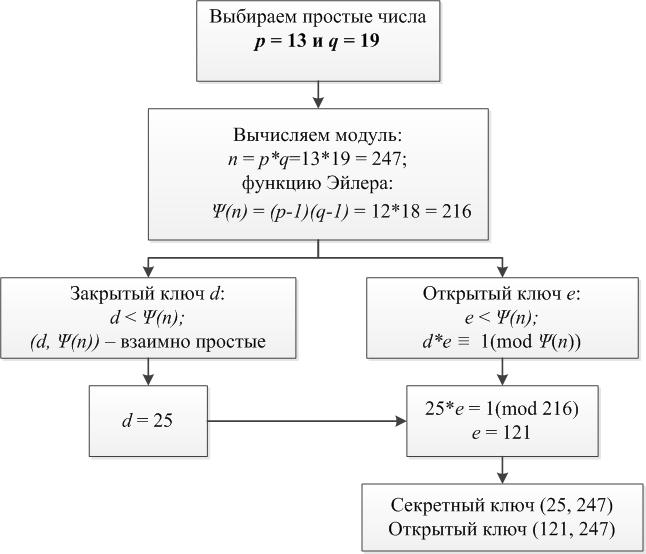 Выбираем простые числа
p = 13 и q = 19
Вычисляем модуль:
n = p*q=13*19 = 247;
функцию Эйлера:
Ψ(n) = (p-1)(q-1) = 12*18 = 216
Закрытый ключ d:
d < Ψ(n);
(d, Ψ(n)) – взаимно простые
Открытый ключ e:
e < Ψ(n);
d*e ≡ 1(mod Ψ(n))
d = 25
25*e = 1(mod 216)
e = 121
Секретный ключ (25, 247)
Открытый ключ (121, 247)